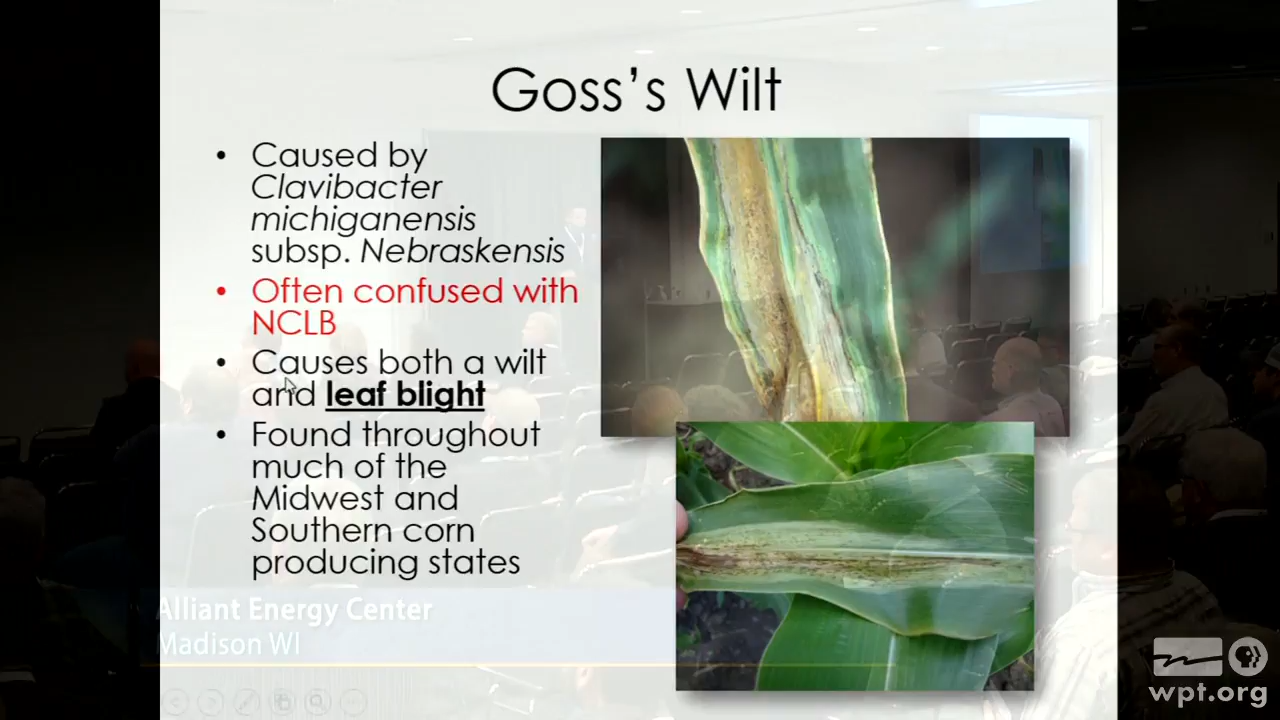 Goss's Wilt
• Caused by
Clavibacter
michiganensis
subsp. Nebraskensis
• Often confused with
NCLB
• Causes both a wilt
and leaf blight
• Found throughout
much of the
Midwest and
Southern corn
producing states
Alliant Energy Center
Madison WI
wpt.org